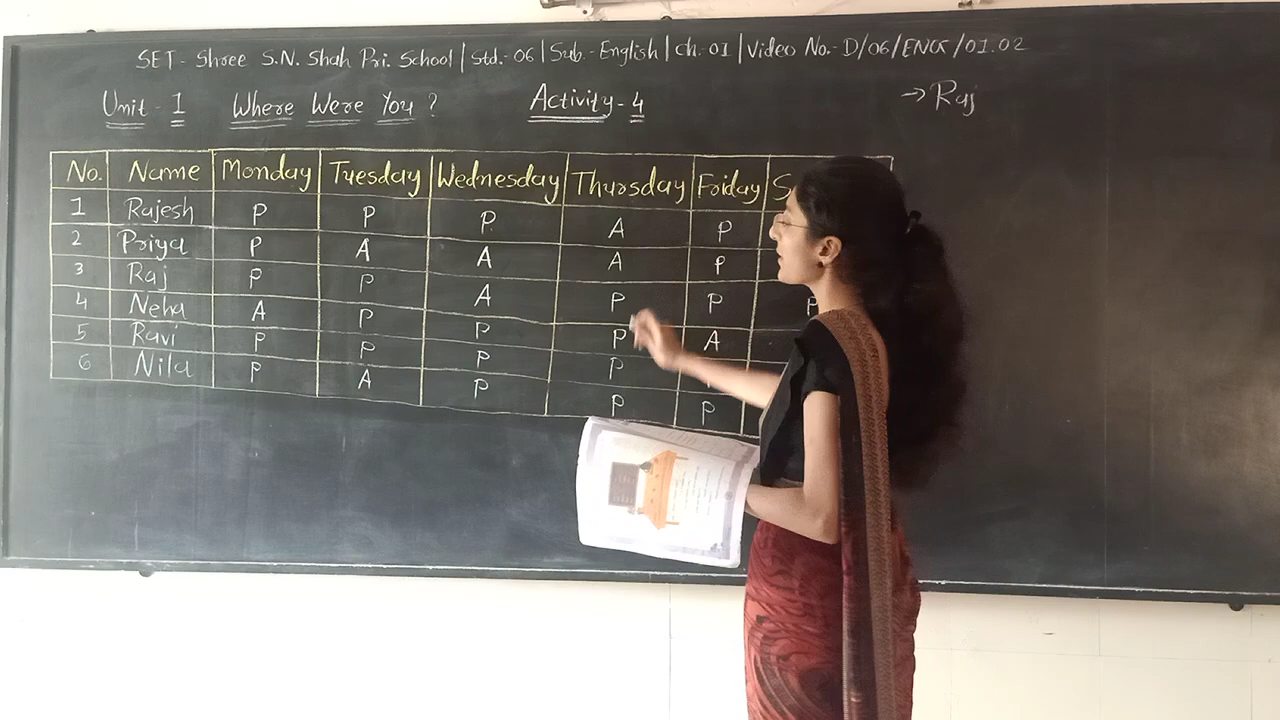 SET - Shree S.N. Shah Pri. School | Std.- 06 | Sub.- English | Ch.-01 | Video No.- D/06/ENG/01.02
Unit - 1 Where Were You ? Activity - 4 → Raj
No. Name Monday Tuesday Wednesday Thursday Friday S
1 Rajesh P P P A P
2 Priya P A A A P
3 Raj P P A P P P
4 Neha A P P P A
5 Ravi P P P P
6 Nila P A P P P